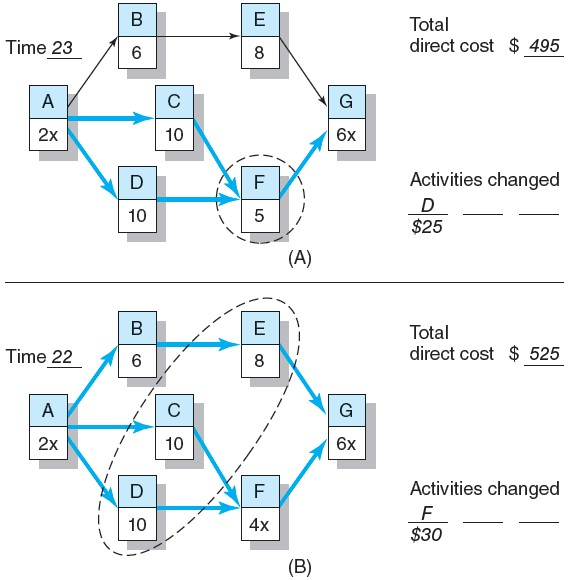 B
6
E
8
Time 23
Total
direct cost $ 495
A
2x
C
10
G
6x
D
10
F
5
Activities changed
D
$25
(A)
B
6
E
8
Time 22
Total
direct cost $ 525
A
2x
C
10
G
6x
D
10
F
4x
Activities changed
F
$30
(B)